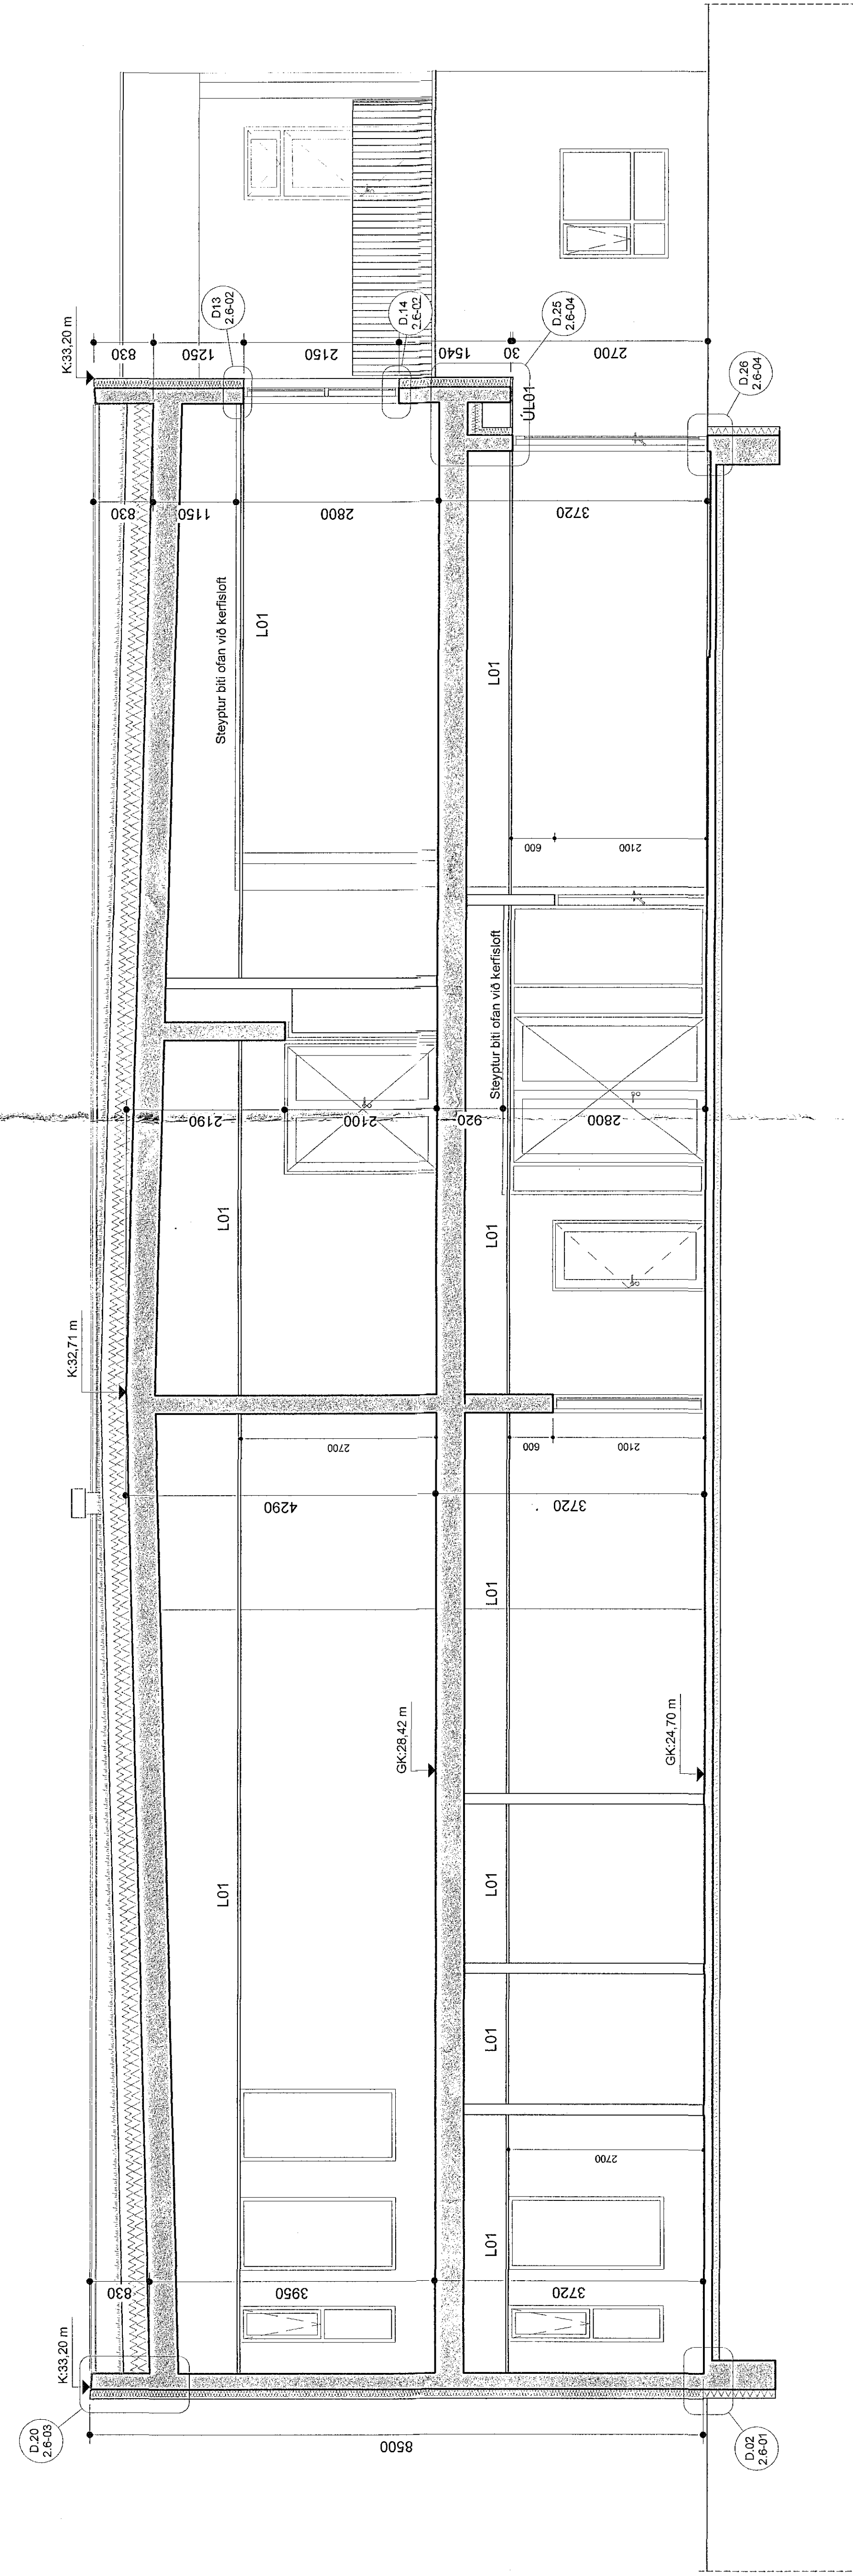 K:33,20 m
830
1250
2150
1540
30
2700
D13
2.6-02
D.14
2.6-02
D.25
2.6-04
ÚL01
D.26
2.6-04
830
1150
2800
3720
Steyptur biti ofan við kerfisloft
L01
L01
600
2100
Steyptur biti ofan við kerfisloft
2190
2100
920
2800
L01
L01
K:32,71 m
2700
600
2100
4290
3720
L01
GK:28,42 m
GK:24,70 m
L01
L01
L01
2700
L01
830
3950
3720
K:33,20 m
D.20
2.6-03
D.02
2.6-01
8500